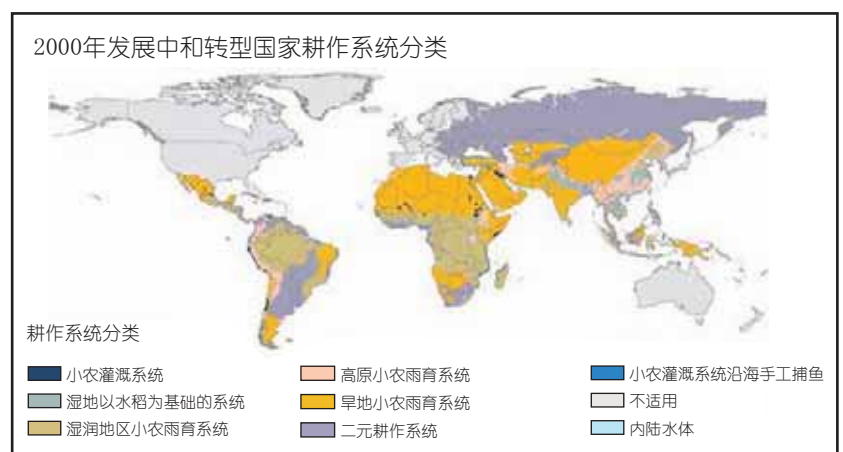 2000年发展中和转型国家耕作系统分类
耕作系统分类
小农灌溉系统
湿地以水稻为基础的系统
湿润地区小农雨育系统
高原小农雨育系统
旱地小农雨育系统
二元耕作系统
小农灌溉系统沿海手工捕鱼
不适用
内陆水体